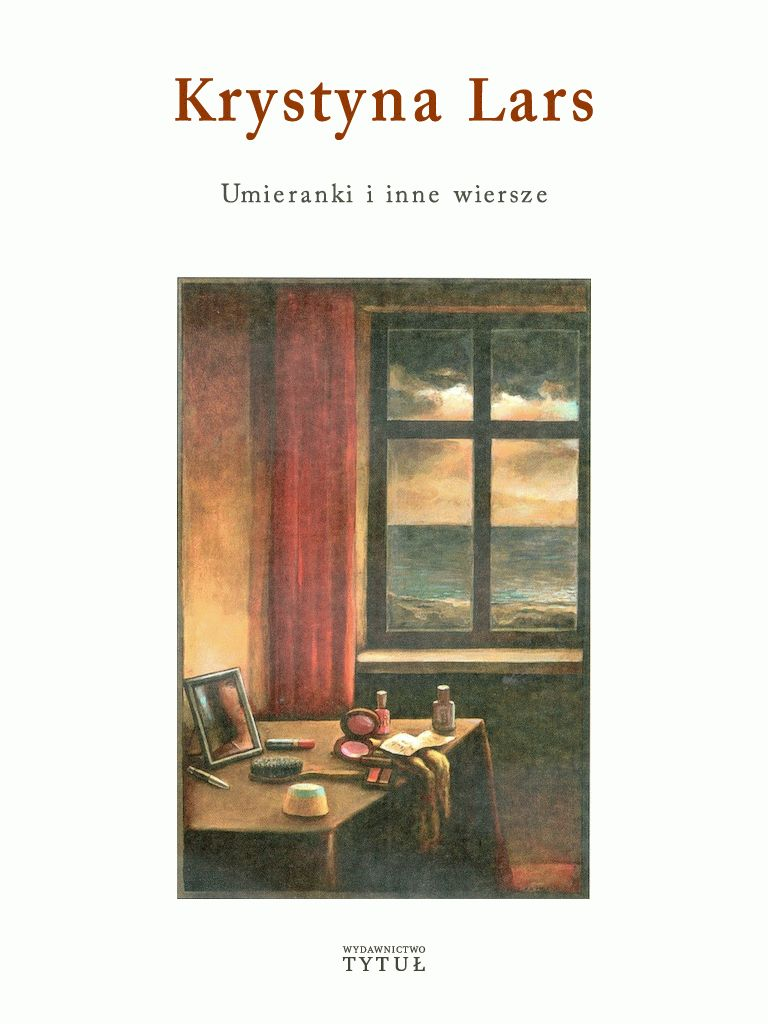 Krystyna Lars
Umieranki i inne wiersze
WYDAWNICTWO
TYTUŁ